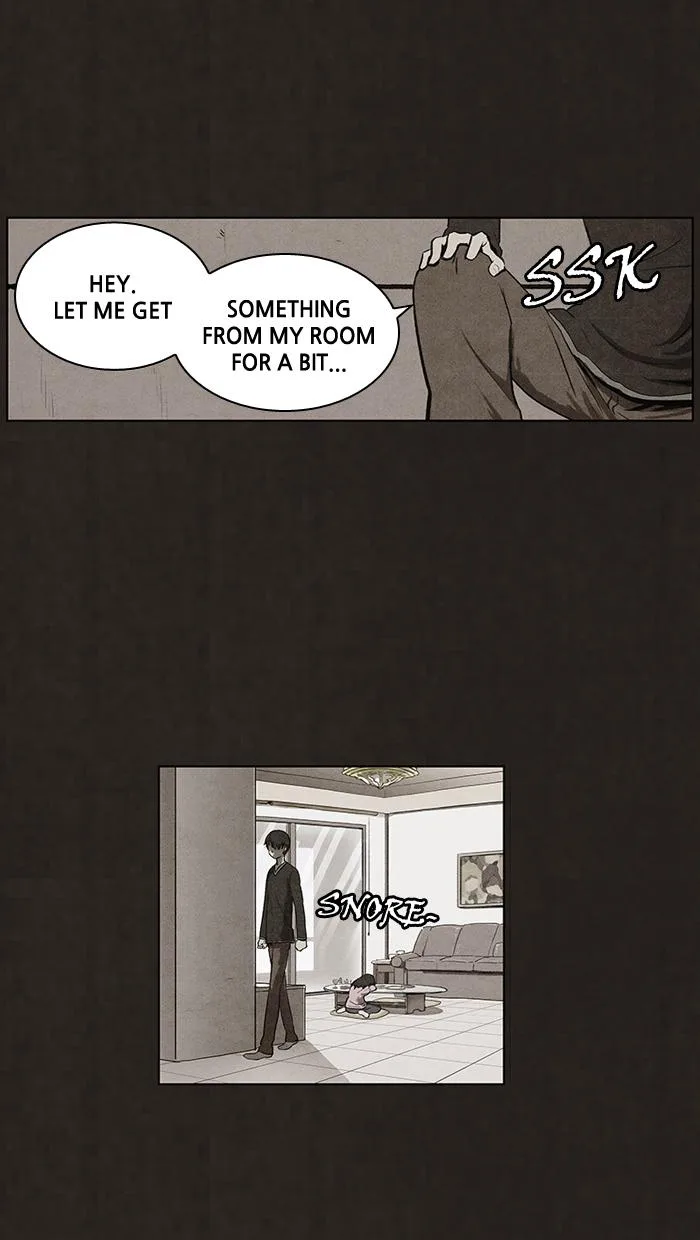 HEY.
LET ME GET
SOMETHING
FROM MY ROOM
FOR A BIT...
SSK
SNORE-